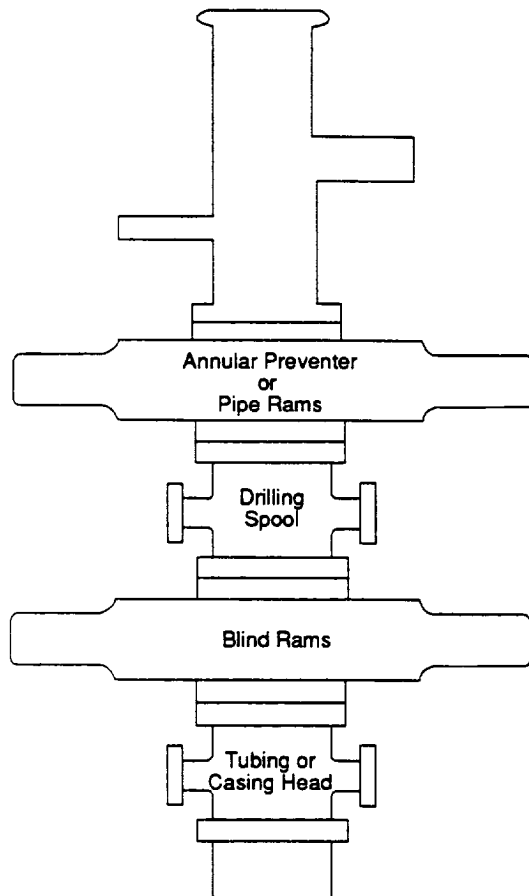 Annular Preventer
or
Pipe Rams
Drilling
Spool
Blind Rams
Tubing or
Casing Head